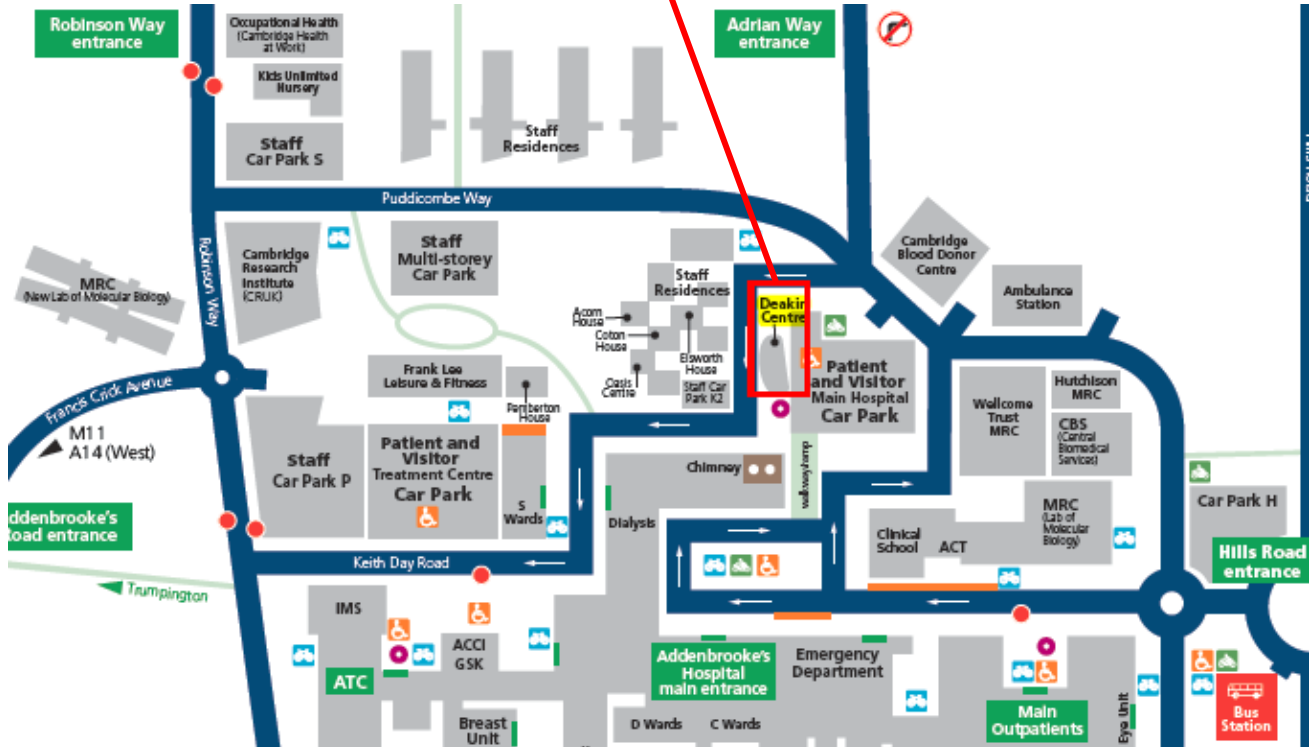 Robinson Way
entrance
Occupational Health
(Cambridge Health
at Work)
Kids Unlimited
Nursery
Staff
Car Park S
Staff
Residences
Adrian Way
entrance
Puddicombe Way
Robinson Way
MRC
(New Lab of Molecular Biology)
Cambridge
Research
Institute
(CRUK)
Staff
Multi-storey
Car Park
Staff
Residences
Acorn
House
Coton
House
Oasis
Centre
Elsworth
House
Staff Car
Park K2
Deakin
Centre
Cambridge
Blood Donor
Centre
Ambulance
Station
Patient
and Visitor
Main Hospital
Car Park
Frank Lee
Leisure & Fitness
Pemberton
House
Francis Crick Avenue
M11
A14 (West)
Staff
Car Park P
Patient and
Visitor
Treatment Centre
Car Park
S
Wards
Dialysis
Chimney
walkway/ramp
Wellcome
Trust
MRC
Hutchison
MRC
CBS
(Central
Biomedical
Services)
MRC
(Lab of
Molecular
Biology)
Clinical
School
ACT
Car Park H
Hills Road
entrance
ddenbrooke's
oad entrance
Trumpington
Keith Day Road
IMS
ACCI
GSK
ATC
Breast
Unit
Addenbrooke's
Hospital
main entrance
Emergency
Department
D Wards
C Wards
Main
Outpatients
Eye Unit
Bus
Station